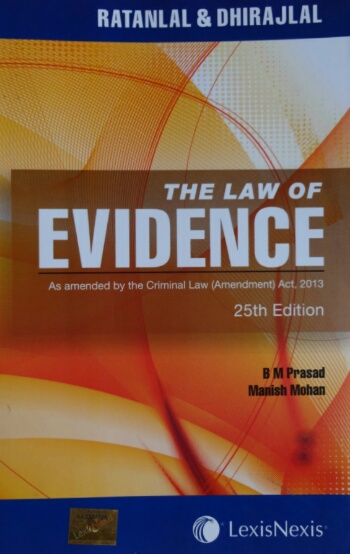 RATANLAL & DHIRAJLAL
THE LAW OF
EVIDENCE
As amended by the Criminal Law (Amendment) Act, 2013
25th Edition
B M Prasad
Manish Mohan
LexisNexis®